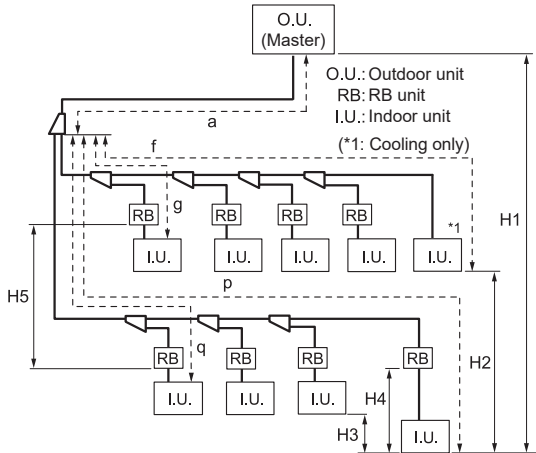 O.U.
(Master)
O.U.: Outdoor unit
RB: RB unit
I.U.: Indoor unit
(*1: Cooling only)
a
f
g
RB
RB
RB
RB
*1
I.U.
I.U.
I.U.
I.U.
I.U.
H1
p
H5
H2
q
RB
RB
RB
RB
I.U.
I.U.
I.U.
H4
H3
I.U.